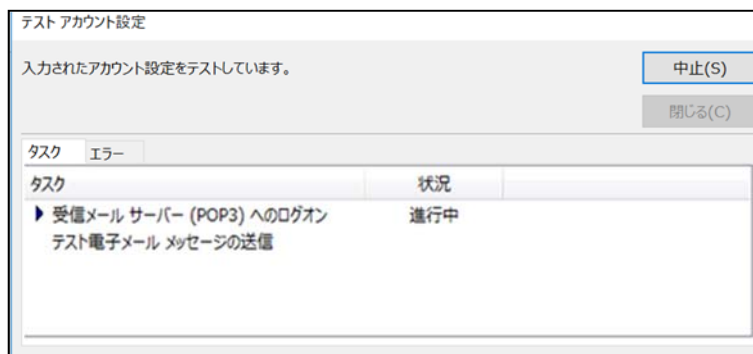 テスト アカウント設定
入力されたアカウント設定をテストしています。
中止(S)
閉じる(C)
タスク エラー
タスク 状況
受信メール サーバー (POP3) へのログオン 進行中
テスト電子メール メッセージの送信